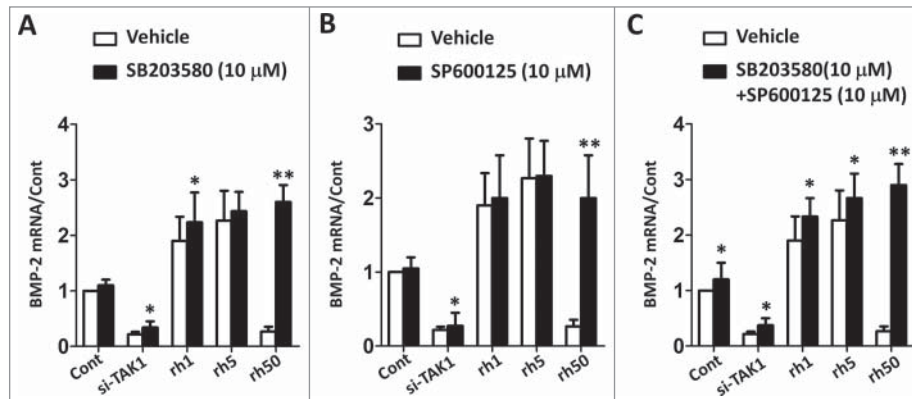 A
Vehicle
SB203580 (10 μM)
BMP-2 mRNA/Cont
4
3
2
1
0
*
*
**
Cont
si-TAK1
rh1
rh5
rh50
B
Vehicle
SP600125 (10 μM)
BMP-2 mRNA/Cont
3
2
1
0
*
**
Cont
si-TAK1
rh1
rh5
rh50
C
Vehicle
SB203580(10 μM)
+SP600125 (10 μM)
BMP-2 mRNA/Cont
4
3
2
1
0
*
*
*
*
**
Cont
si-TAK1
rh1
rh5
rh50